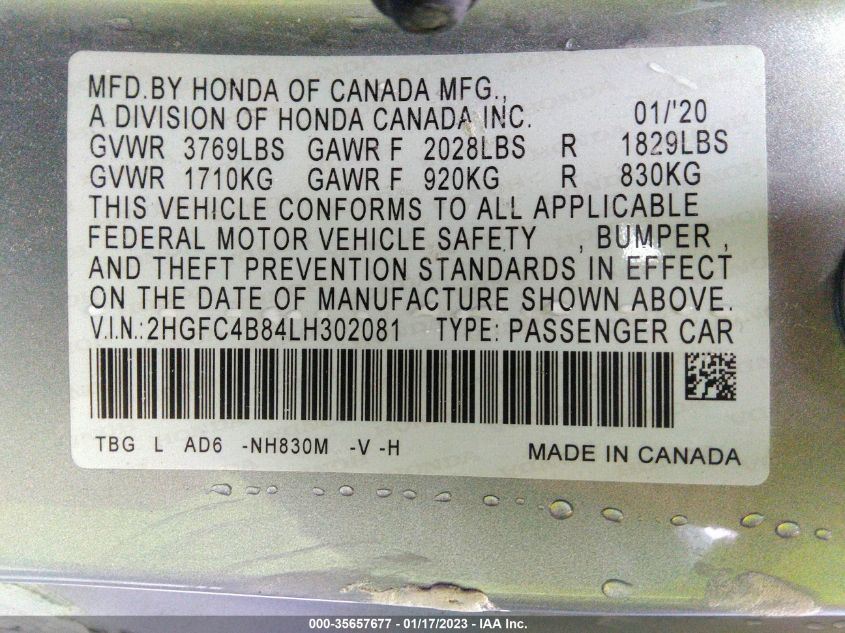 MFD.BY HONDA OF CANADA MFG.,
A DIVISION OF HONDA CANADA INC. 01/'20
GVWR 3769LBS GAWR F 2028LBS R 1829LBS
GVWR 1710KG GAWR F 920KG R 830KG
THIS VEHICLE CONFORMS TO ALL APPLICABLE
FEDERAL MOTOR VEHICLE SAFETY , BUMPER ,
AND THEFT PREVENTION STANDARDS IN EFFECT
ON THE DATE OF MANUFACTURE SHOWN ABOVE.
V.I.N.: 2HGFC4B84LH302081 TYPE: PASSENGER CAR
TBG L AD6 -NH830M -V -H MADE IN CANADA
000-35657677 - 01/17/2023 - IAA Inc.